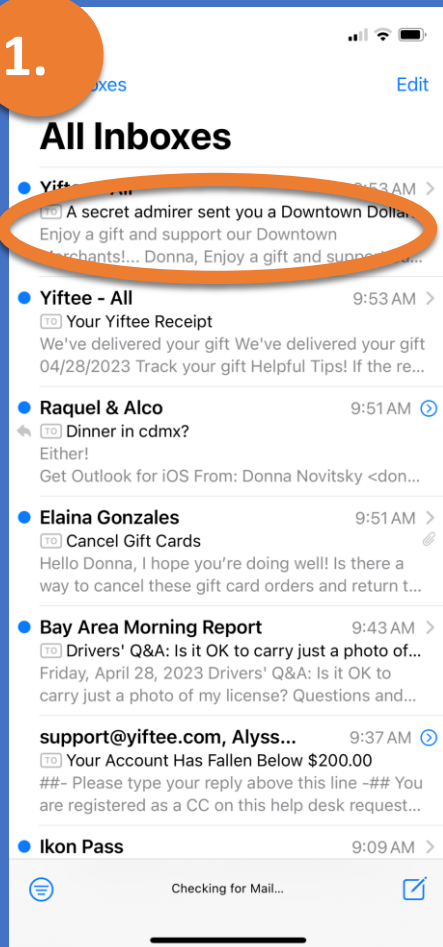 1.
oxes
Edit
All Inboxes
Yiftee - All 9:53 AM
TO A secret admirer sent you a Downtown Dollar
Enjoy a gift and support our Downtown
Merchants!... Donna, Enjoy a gift and support
Yiftee - All 9:53 AM
TO Your Yiftee Receipt
We've delivered your gift We've delivered your gift
04/28/2023 Track your gift Helpful Tips! If the re...
Raquel & Alco 9:51 AM
TO Dinner in cdmx?
Either!
Get Outlook for iOS From: Donna Novitsky <don...
Elaina Gonzales 9:51 AM
TO Cancel Gift Cards
Hello Donna, I hope you're doing well! Is there a
way to cancel these gift card orders and return t...
Bay Area Morning Report 9:43 AM
TO Drivers' Q&A: Is it OK to carry just a photo of...
Friday, April 28, 2023 Drivers' Q&A: Is it OK to
carry just a photo of my license? Questions and...
support@yiftee.com, Alyss... 9:37 AM
TO Your Account Has Fallen Below $200.00
##- Please type your reply above this line -## You
are registered as a CC on this help desk request...
Ikon Pass 9:09 AM
Checking for Mail...